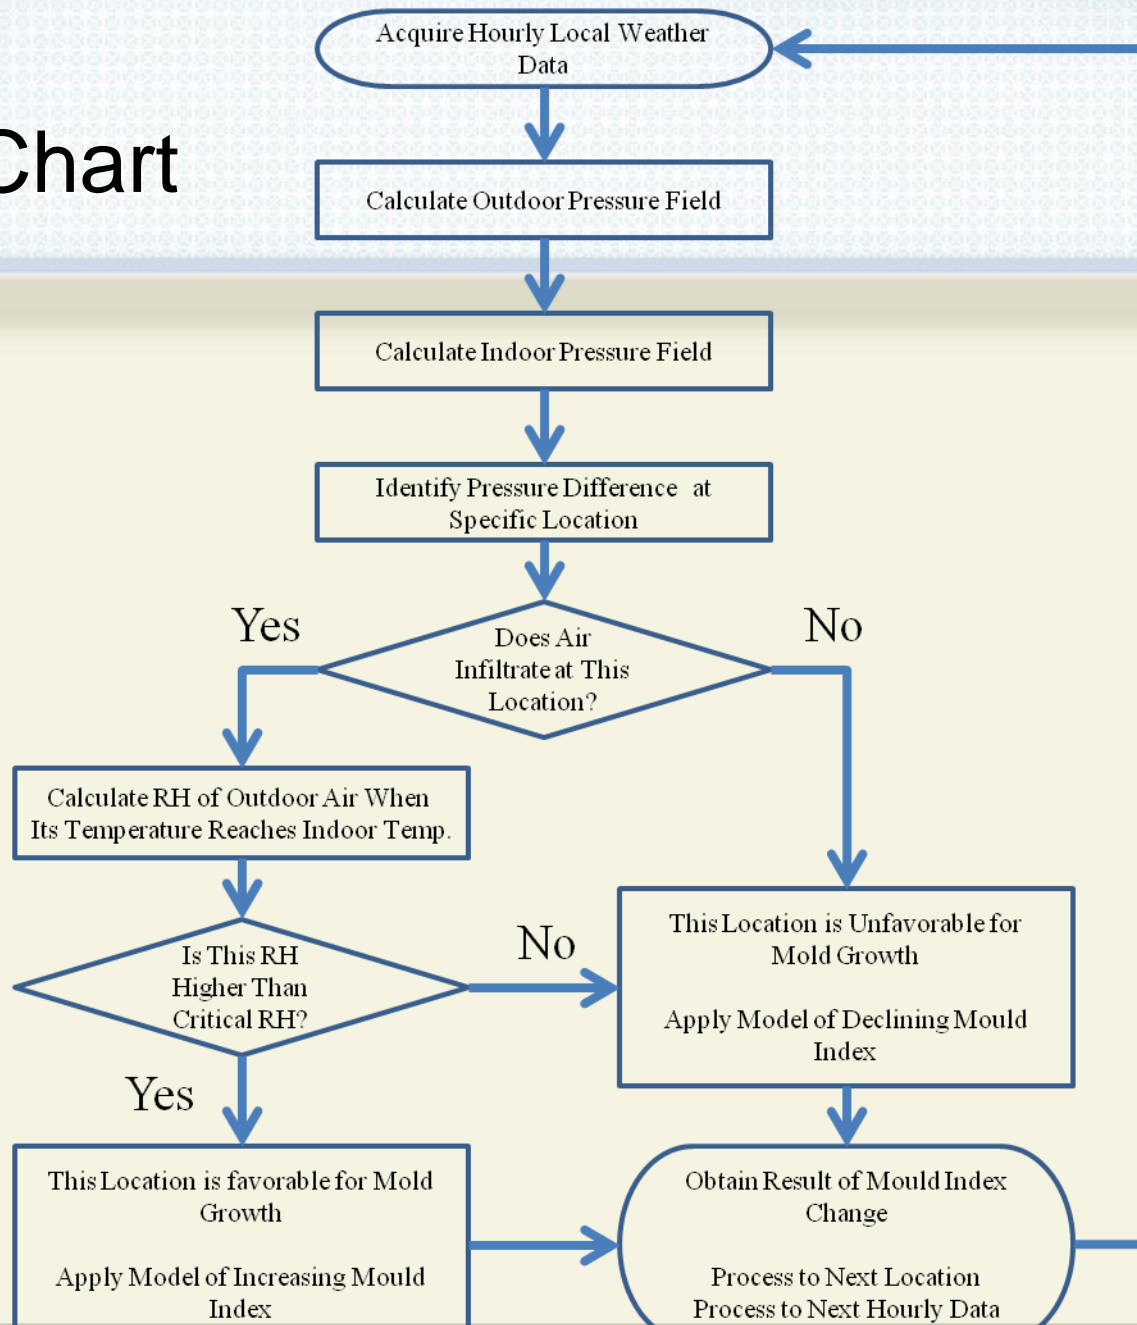 Acquire Hourly Local Weather
Data
Chart
Calculate Outdoor Pressure Field
Calculate Indoor Pressure Field
Identify Pressure Difference at
Specific Location
Yes
No
Does Air
Infiltrate at This
Location?
Calculate RH of Outdoor Air When
Its Temperature Reaches Indoor Temp.
Is This RH
Higher Than
Critical RH?
No
This Location is Unfavorable for
Mold Growth
Apply Model of Declining Mould
Index
Yes
This Location is favorable for Mold
Growth
Apply Model of Increasing Mould
Index
Obtain Result of Mould Index
Change
Process to Next Location
Process to Next Hourly Data